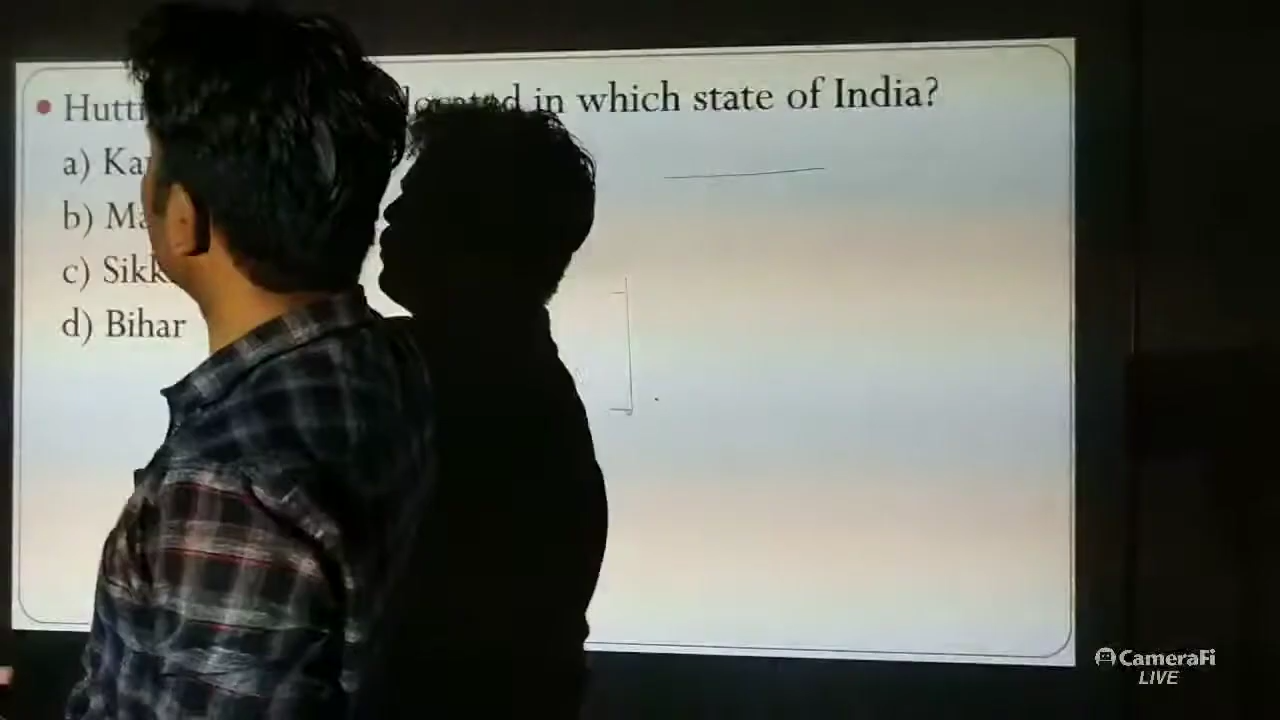 Hutti located in which state of India?
a) Ka
b) Ma
c) Sikk
d) Bihar
CameraFi
LIVE